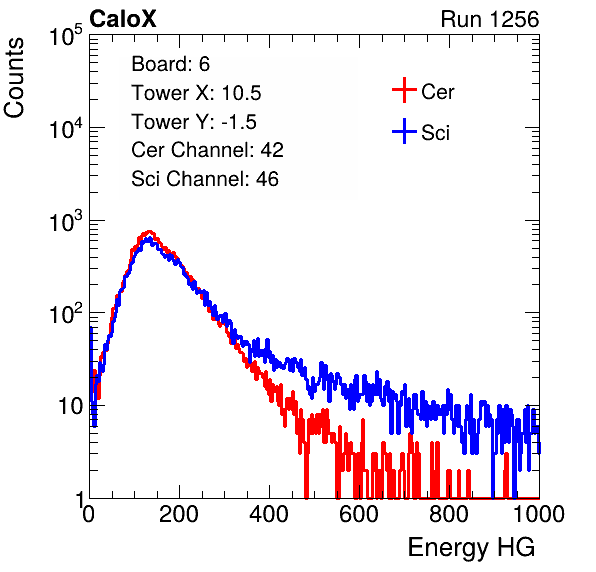 CaloX Run 1256
Counts
10^5
10^4
10^3
10^2
10
1
Board: 6
Tower X: 10.5
Tower Y: -1.5
Cer Channel: 42
Sci Channel: 46
Cer
Sci
0 200 400 600 800 1000
Energy HG